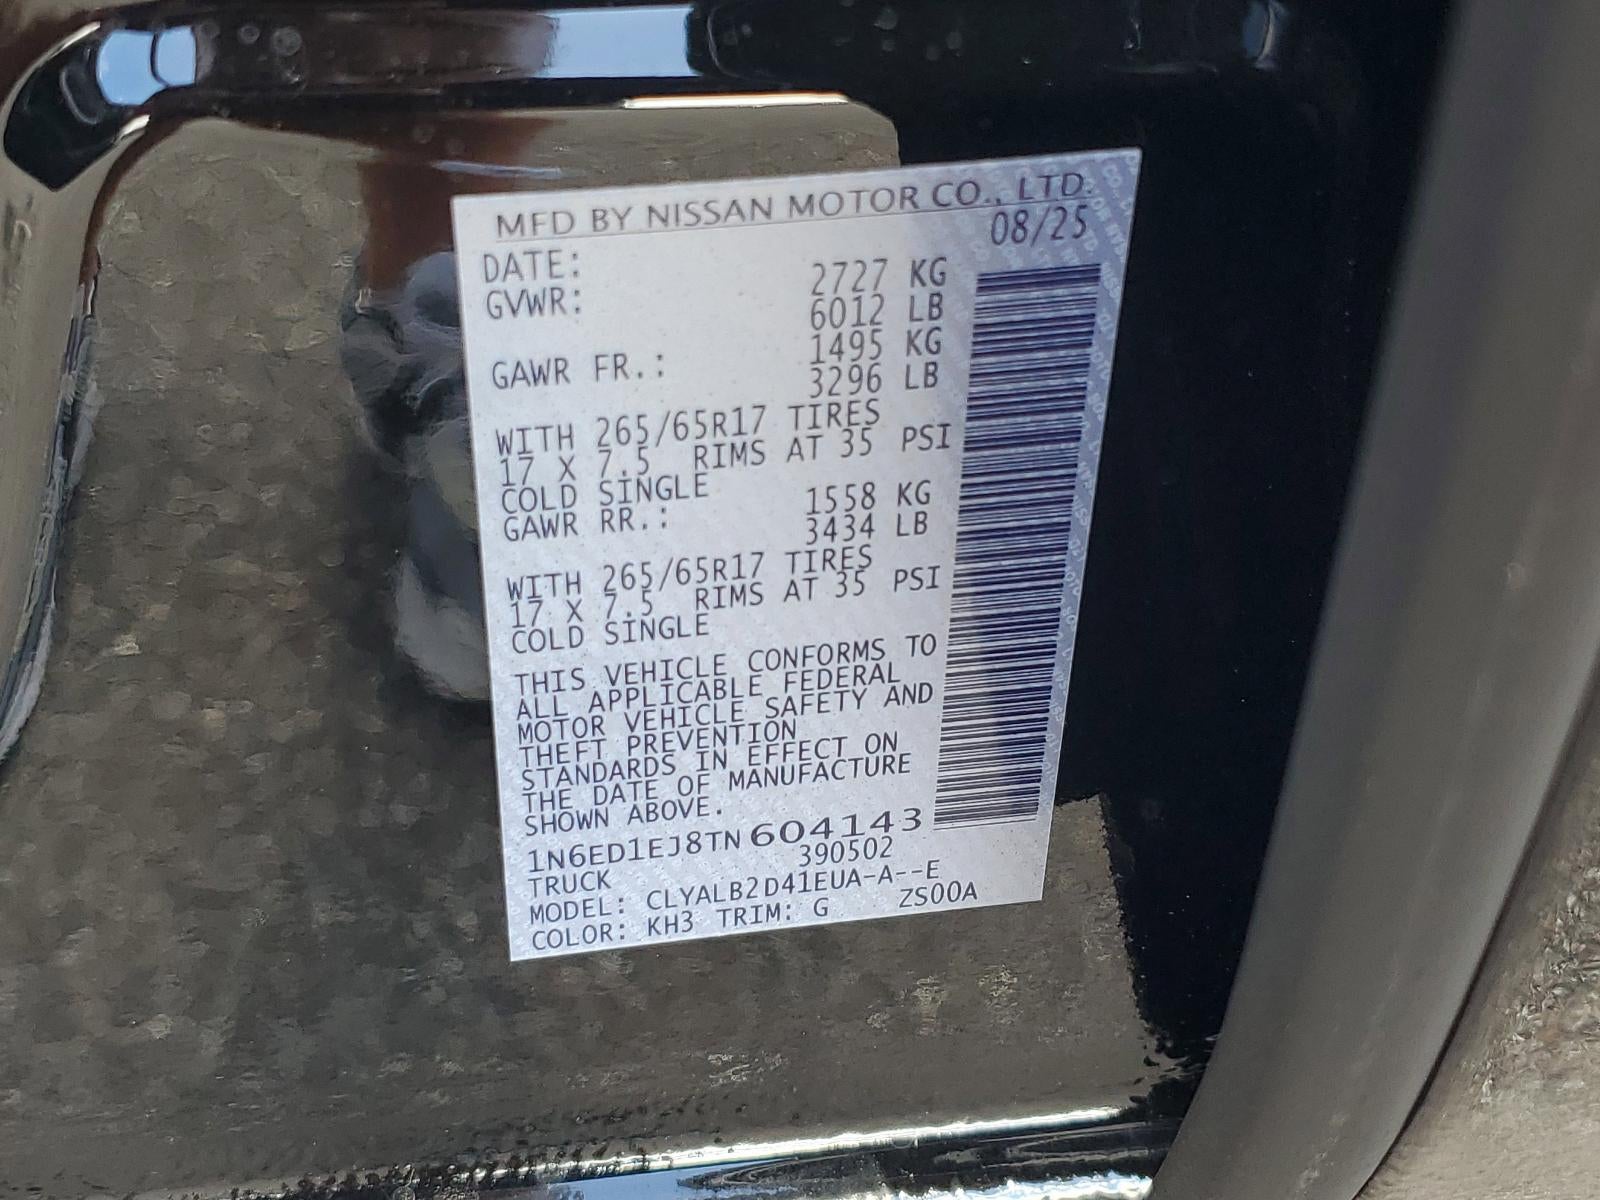 MFD BY NISSAN MOTOR CO., LTD.
DATE: 08/25
GVWR: 2727 KG
6012 LB
GAWR FR.: 1495 KG
3296 LB
WITH 265/65R17 TIRES
17 X 7.5 RIMS AT 35 PSI
COLD SINGLE
GAWR RR.: 1558 KG
3434 LB
WITH 265/65R17 TIRES
17 X 7.5 RIMS AT 35 PSI
COLD SINGLE
THIS VEHICLE CONFORMS TO
ALL APPLICABLE FEDERAL
MOTOR VEHICLE SAFETY AND
THEFT PREVENTION
STANDARDS IN EFFECT ON
THE DATE OF MANUFACTURE
SHOWN ABOVE.
1N6ED1EJ8TN604143
TRUCK 390502
MODEL: CLYALB2D41EUA-A--E
COLOR: KH3 TRIM: G ZS00A